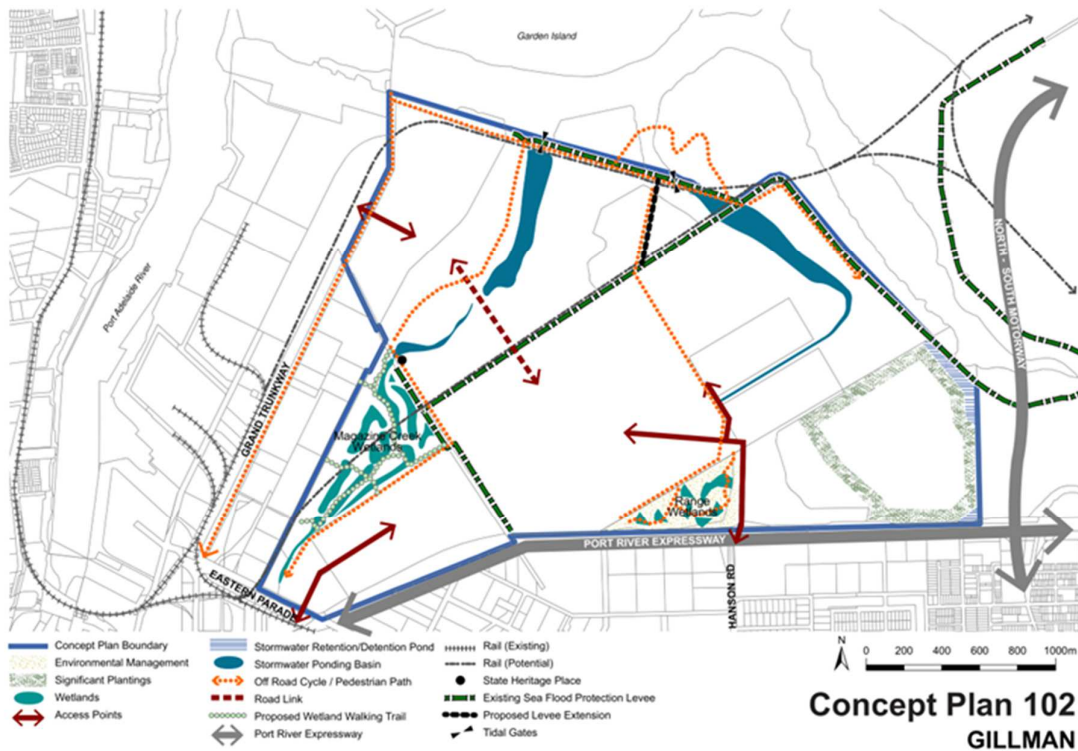 Garden Island
Port Adelaide River
GRAND TRUNKWAY
NORTH - SOUTH MOTORWAY
Magazine Creek
Wetlands
Range
Wetlands
PORT RIVER EXPRESSWAY
EASTERN PARADE
HANSON RD
Concept Plan Boundary
Environmental Management
Significant Plantings
Wetlands
Access Points
Stormwater Retention/Detention Pond
Stormwater Ponding Basin
Off Road Cycle / Pedestrian Path
Road Link
Proposed Wetland Walking Trail
Port River Expressway
Rail (Existing)
Rail (Potential)
State Heritage Place
Existing Sea Flood Protection Levee
Proposed Levee Extension
Tidal Gates
N
0 200 400 600 800 1000m
Concept Plan 102
GILLMAN